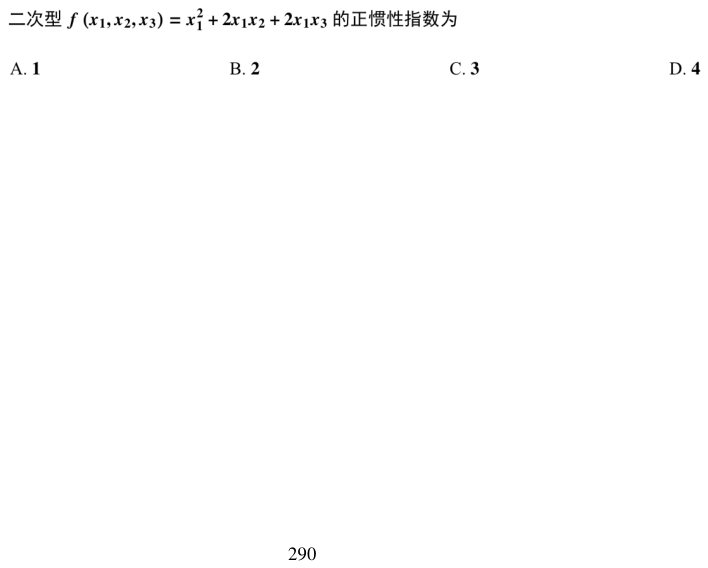 二次型 f (x₁, x₂, x₃) = x₁² + 2x₁x₂ + 2x₁x₃ 的正惯性指数为
A. 1 B. 2 C. 3 D. 4
290